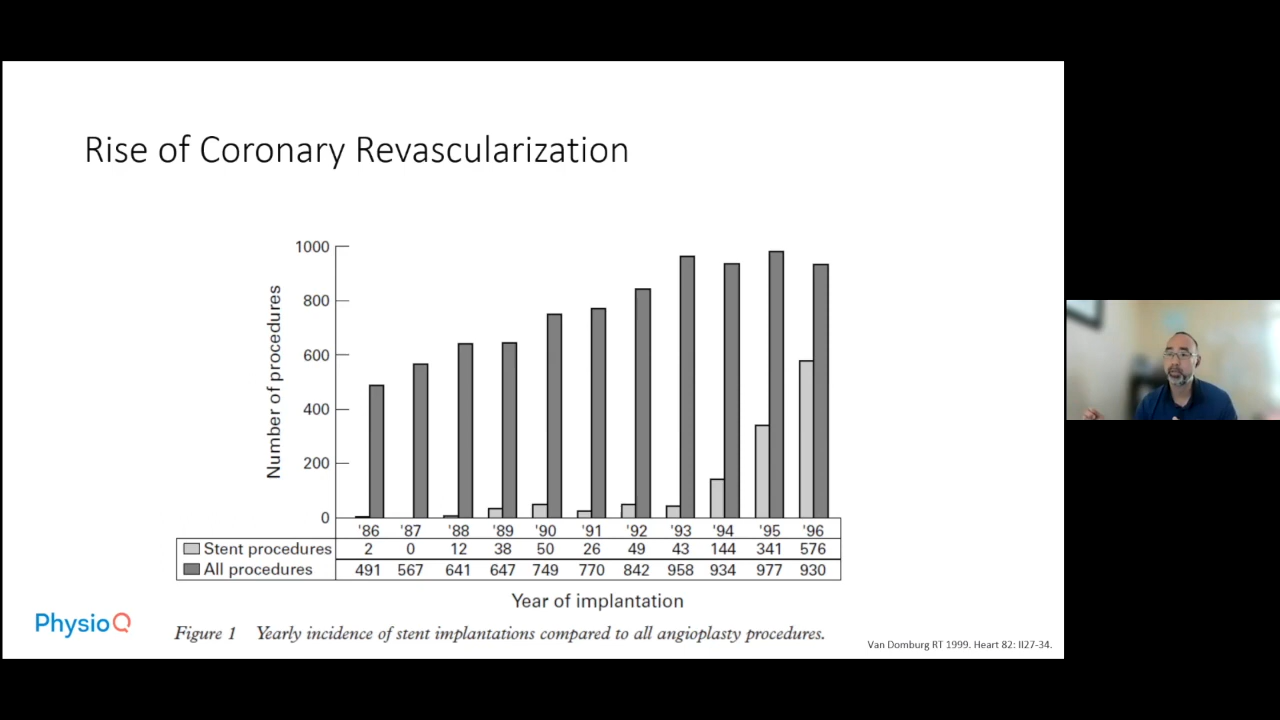 Rise of Coronary Revascularization
1000
800
600
400
200
0
Number of procedures
'86 '87 '88 '89 '90 '91 '92 '93 '94 '95 '96
Stent procedures 2 0 12 38 50 26 49 43 144 341 576
All procedures 491 567 641 647 749 770 842 958 934 977 930
Year of implantation
PhysioQ
Figure 1 Yearly incidence of stent implantations compared to all angioplasty procedures.
Van Domburg RT 1999. Heart 82: II27-34.